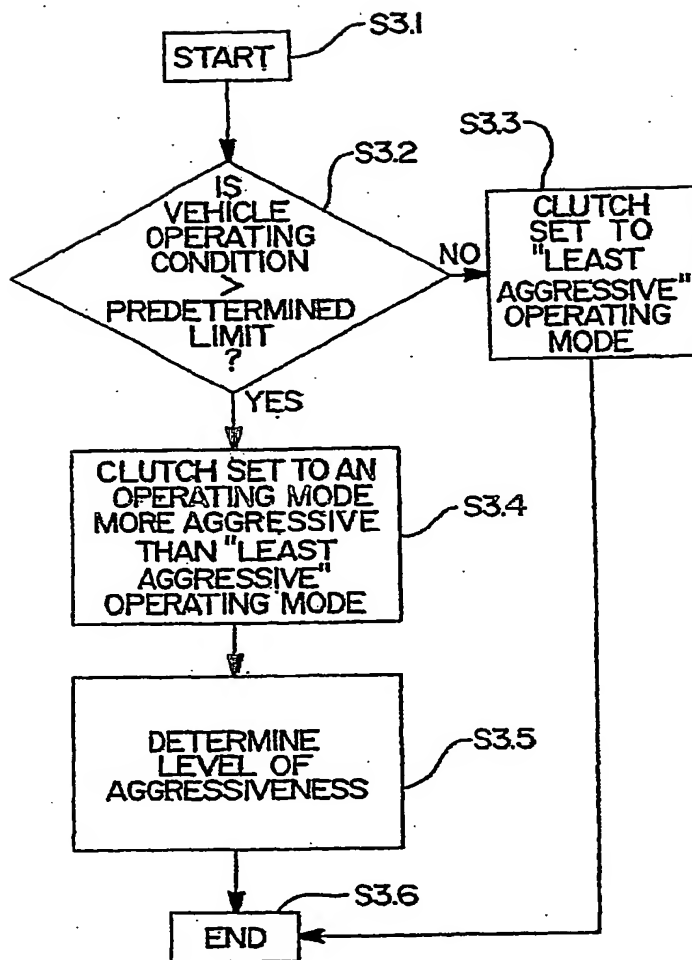 S3.1
START
S3.2
IS
VEHICLE
OPERATING
CONDITION
>
PREDETERMINED
LIMIT
?
NO
S3.3
CLUTCH
SET TO
"LEAST
AGGRESSIVE"
OPERATING
MODE
YES
CLUTCH SET TO AN
OPERATING MODE
MORE AGGRESSIVE
THAN "LEAST
AGGRESSIVE"
OPERATING MODE
S3.4
DETERMINE
LEVEL OF
AGGRESSIVENESS
S3.5
S3.6
END